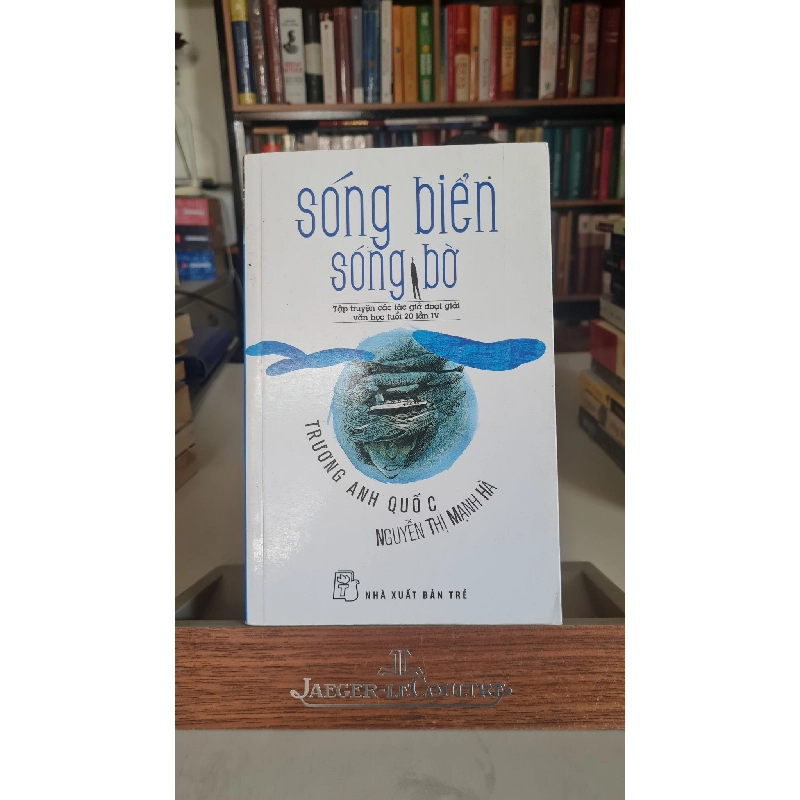 sóng biển
sóng bờ
Tập truyện các tác giả đoạt giải
văn học tuổi 20 lần IV
TRƯƠNG ANH QUỐC
NGUYỄN THỊ MẠNH HÀ
NHÀ XUẤT BẢN TRẺ
JAEGER-LECOULTRE